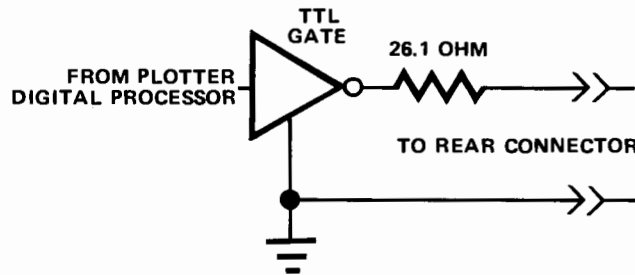 TTL
GATE
26.1 OHM
FROM PLOTTER
DIGITAL PROCESSOR
TO REAR CONNECTOR